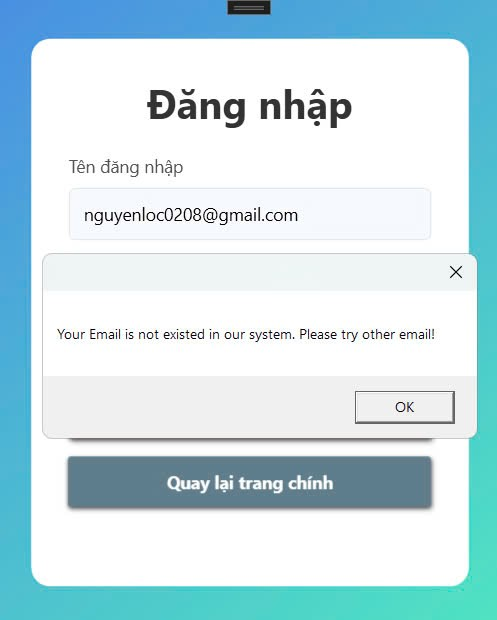 Đăng nhập
Tên đăng nhập
nguyenloc0208@gmail.com
Your Email is not existed in our system. Please try other email!
OK
Quay lại trang chính